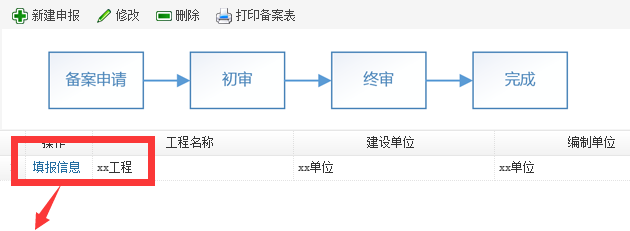 新建申报 修改 删除 打印备案表
备案申请 初审 终审 完成
操作 工程名称 建设单位 编制单位
填报信息 xx工程 xx单位 xx单位